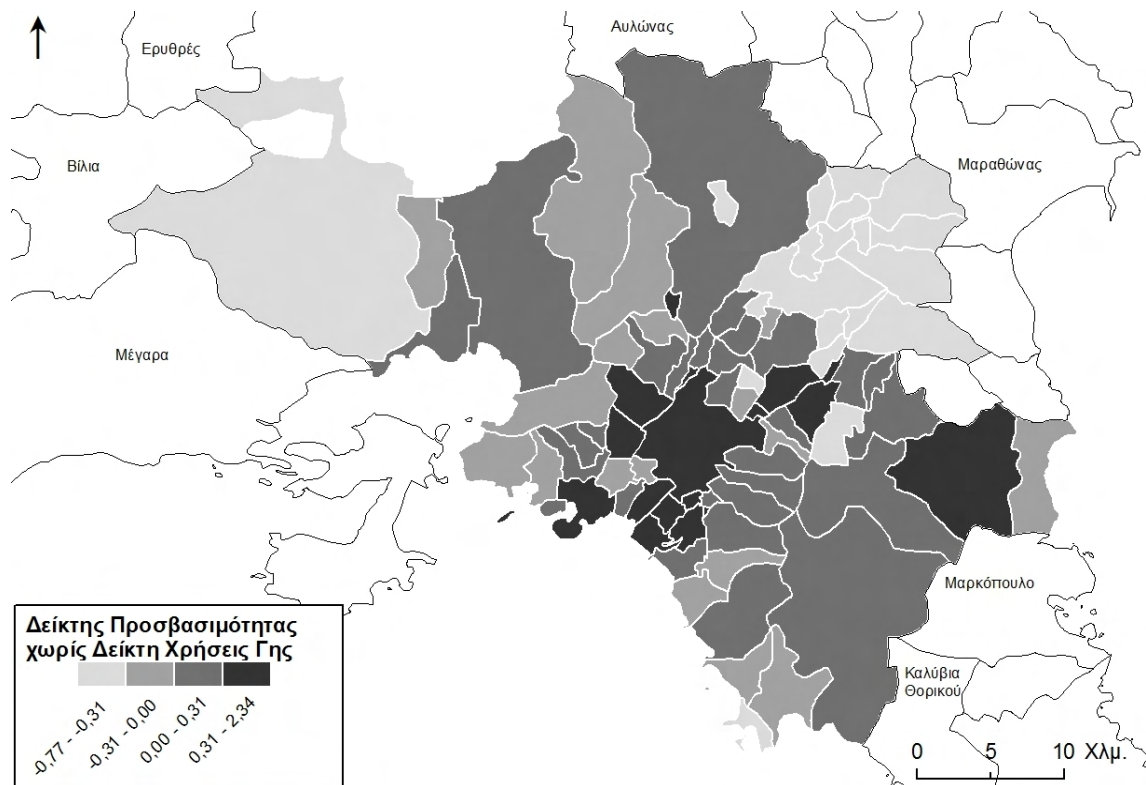 Αυλώνας
Ερυθρές
Βίλια
Μαραθώνας
Μέγαρα
Μαρκόπουλο
Καλύβια
Θορικού
Δείκτης Προσβασιμότητας
χωρίς Δείκτη Χρήσεις Γης
-0,77 - -0,31
-0,31 - 0,00
0,00 - 0,31
0,31 - 2,34
0 5 10 Χλμ.